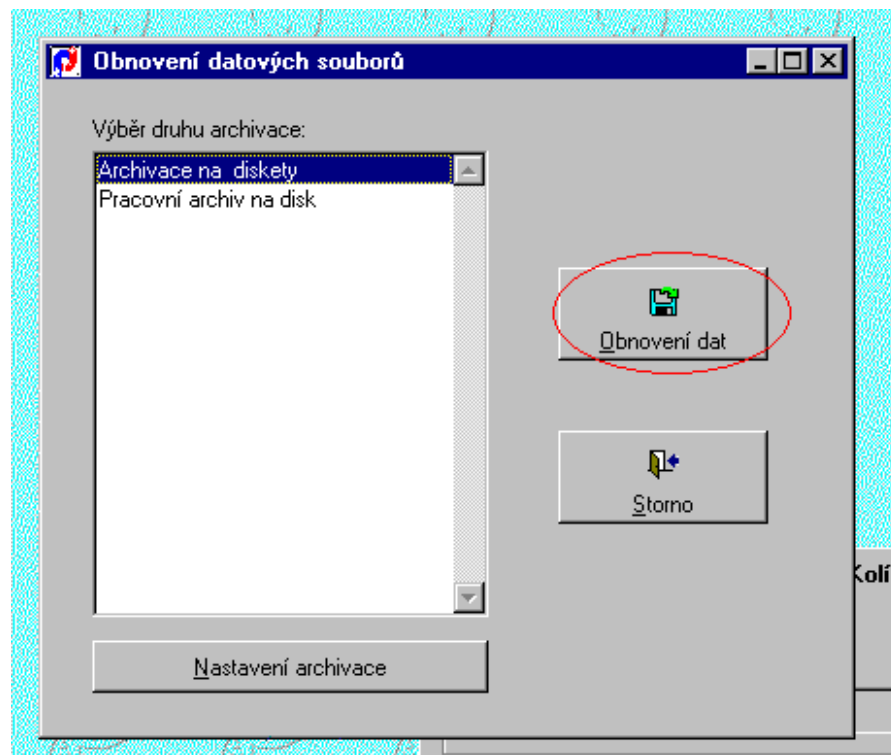 Obnovení datových souborů
Výběr druhu archivace:
Archivace na  diskety
Pracovní archiv na disk
Obnovení dat
Storno
Nastavení archivace